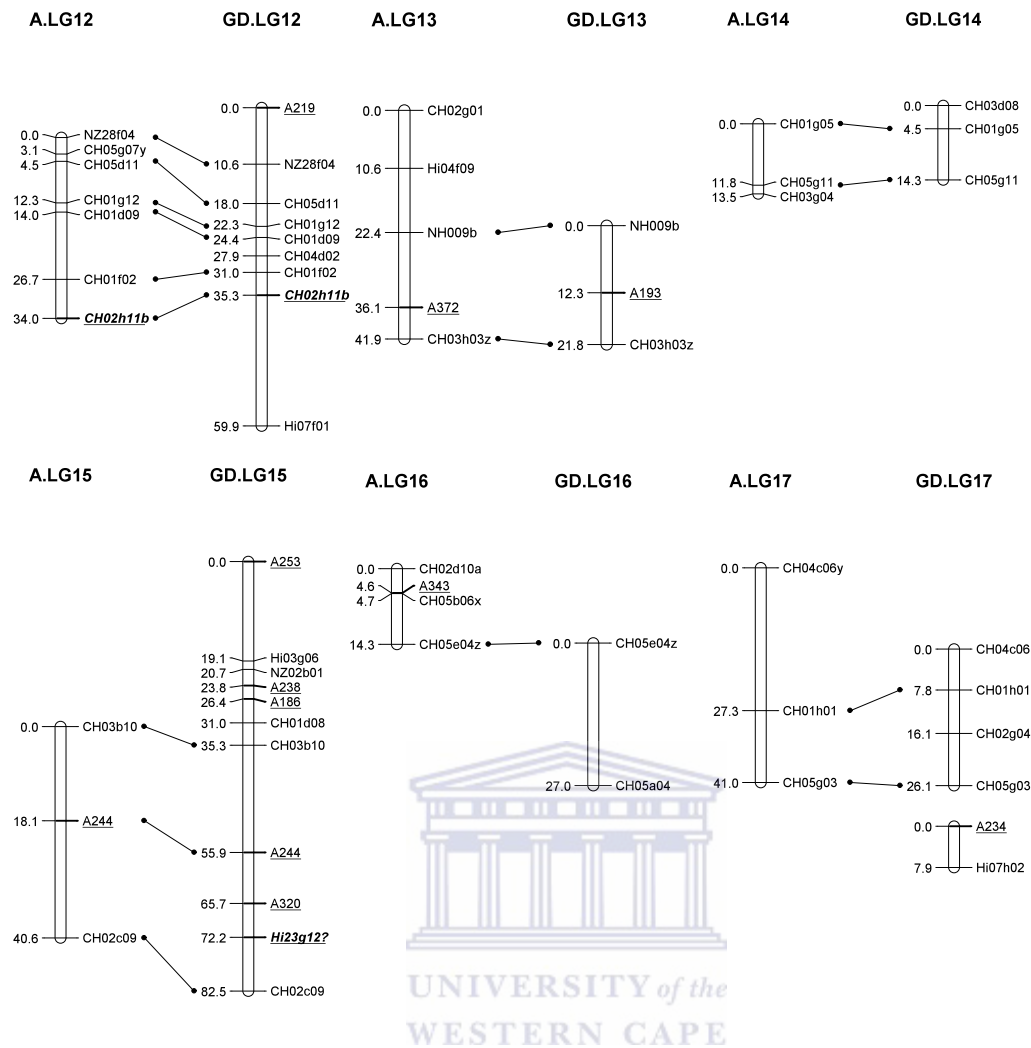 A.LG12 GD.LG12 A.LG13 GD.LG13 A.LG14 GD.LG14
0.0 NZ28f04
3.1 CH05g07y
4.5 CH05d11
12.3 CH01g12
14.0 CH01d09
26.7 CH01f02
34.0 CH02h11b
0.0 A219
10.6 NZ28f04
18.0 CH05d11
22.3 CH01g12
24.4 CH01d09
27.9 CH04d02
31.0 CH01f02
35.3 CH02h11b
59.9 Hi07f01
0.0 CH02g01
10.6 Hi04f09
22.4 NH009b
36.1 A372
41.9 CH03h03z
0.0 NH009b
12.3 A193
21.8 CH03h03z
0.0 CH01g05
11.8 CH05g11
13.5 CH03g04
0.0 CH03d08
4.5 CH01g05
14.3 CH05g11
A.LG15 GD.LG15 A.LG16 GD.LG16 A.LG17 GD.LG17
0.0 CH03b10
18.1 A244
40.6 CH02c09
0.0 A253
19.1 Hi03g06
20.7 NZ02b01
23.8 A238
26.4 A186
31.0 CH01d08
35.3 CH03b10
55.9 A244
65.7 A320
72.2 Hi23g12?
82.5 CH02c09
0.0 CH02d10a
4.6 A343
4.7 CH05b06x
14.3 CH05e04z
0.0 CH05e04z
27.0 CH05a04
0.0 CH04c06y
27.3 CH01h01
41.0 CH05g03
0.0 CH04c06
7.8 CH01h01
16.1 CH02g04
26.1 CH05g03
0.0 A234
7.9 Hi07h02
UNIVERSITY of the
WESTERN CAPE